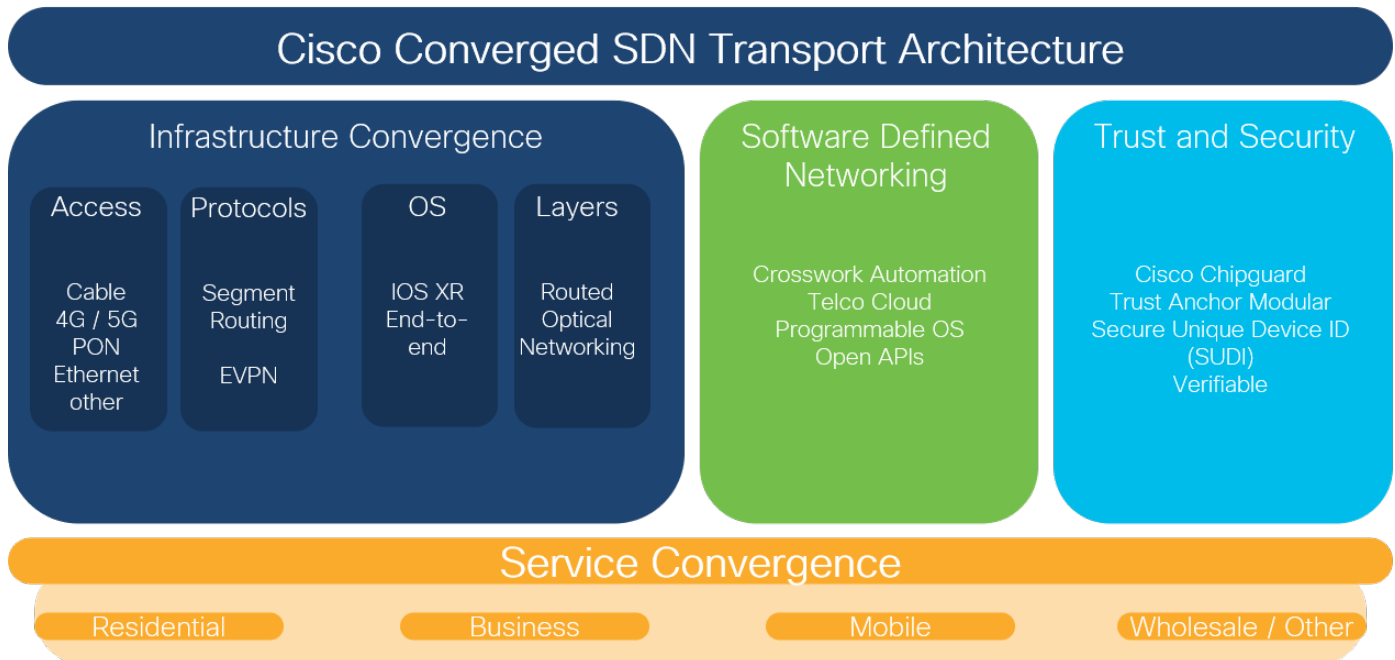 Cisco Converged SDN Transport Architecture
Infrastructure Convergence
Access
Cable
4G / 5G
PON
Ethernet
other
Protocols
Segment
Routing
EVPN
OS
IOS XR
End-to-
end
Layers
Routed
Optical
Networking
Software Defined
Networking
Crosswork Automation
Telco Cloud
Programmable OS
Open APIs
Trust and Security
Cisco Chipguard
Trust Anchor Modular
Secure Unique Device ID
(SUDI)
Verifiable
Service Convergence
Residential
Business
Mobile
Wholesale / Other